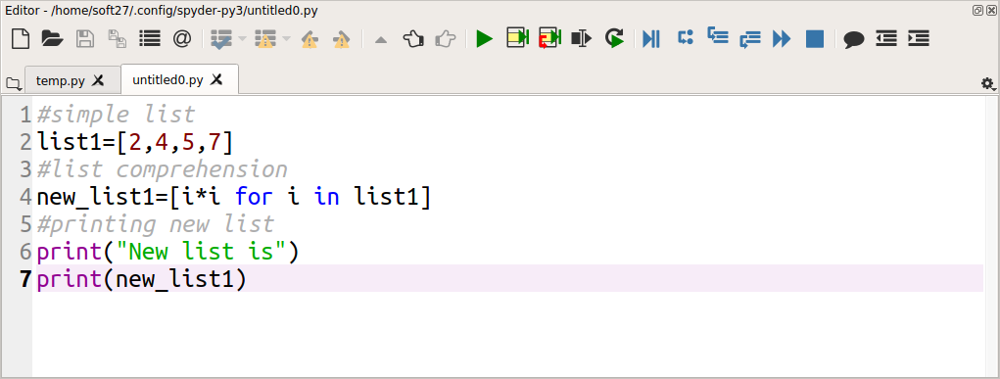 Editor - /home/soft27/.config/spyder-py3/untitled0.py
temp.py
untitled0.py
1 #simple list
2 list1=[2,4,5,7]
3 #list comprehension
4 new_list1=[i*i for i in list1]
5 #printing new list
6 print("New list is")
7 print(new_list1)